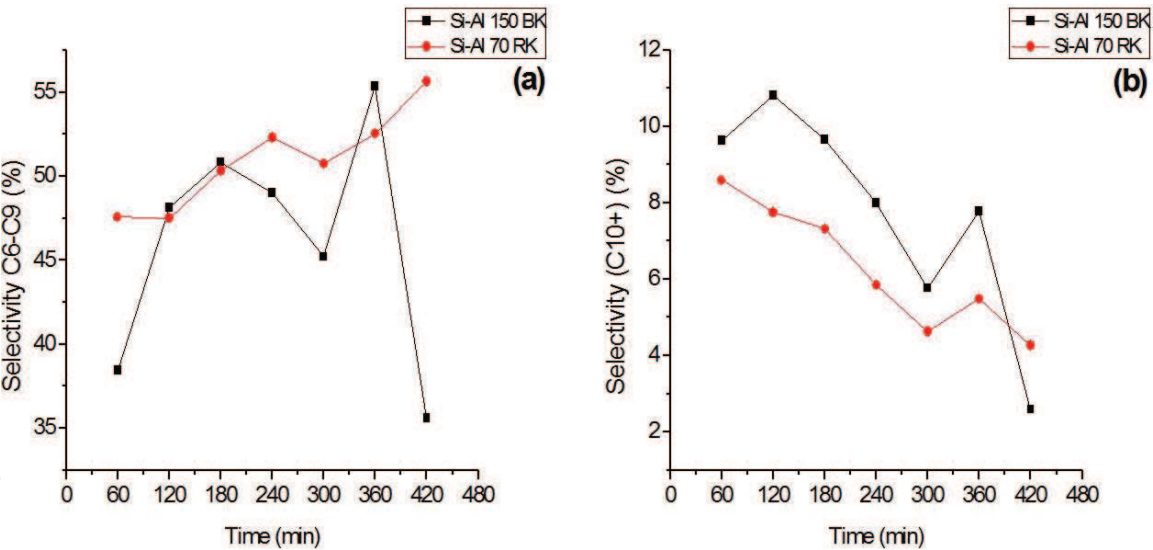 Si-Al 150 BK
Si-Al 70 RK
(a)
55
50
45
40
35
Selectivity C6-C9 (%)
0 60 120 180 240 300 360 420 480
Time (min)
Si-Al 150 BK
Si-Al 70 RK
(b)
12
10
8
6
4
2
Selectivity (C10+) (%)
0 60 120 180 240 300 360 420 480
Time (min)